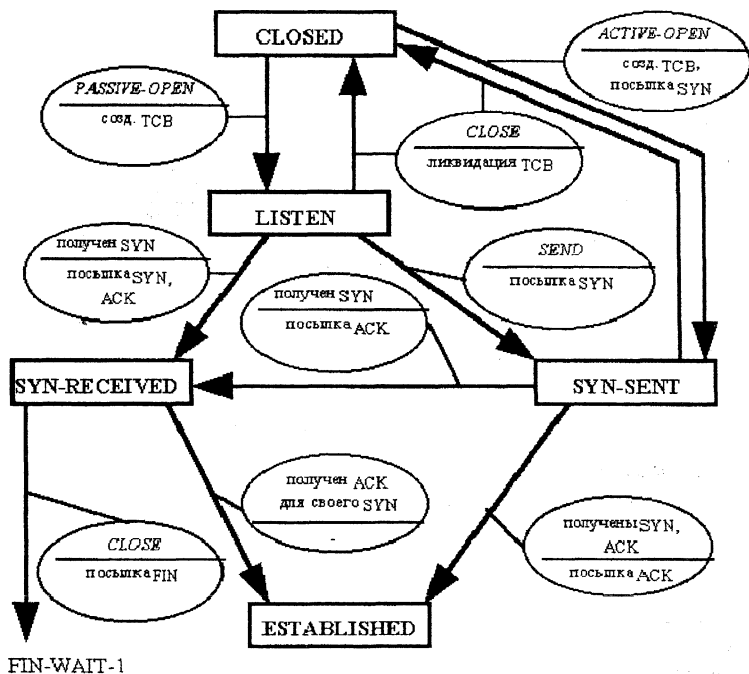 CLOSED
ACTIVE-OPEN
созд. TCB,
посылка SYN
PASSIVE-OPEN
созд. TCB
CLOSE
ликвидация TCB
LISTEN
получен SYN
посылка SYN,
ACK
SEND
посылка SYN
получен SYN
посылка ACK
SYN-RECEIVED
SYN-SENT
получен ACK
для своего SYN
-
CLOSE
посылка FIN
получены SYN,
ACK
посылка ACK
ESTABLISHED
FIN-WAIT-1